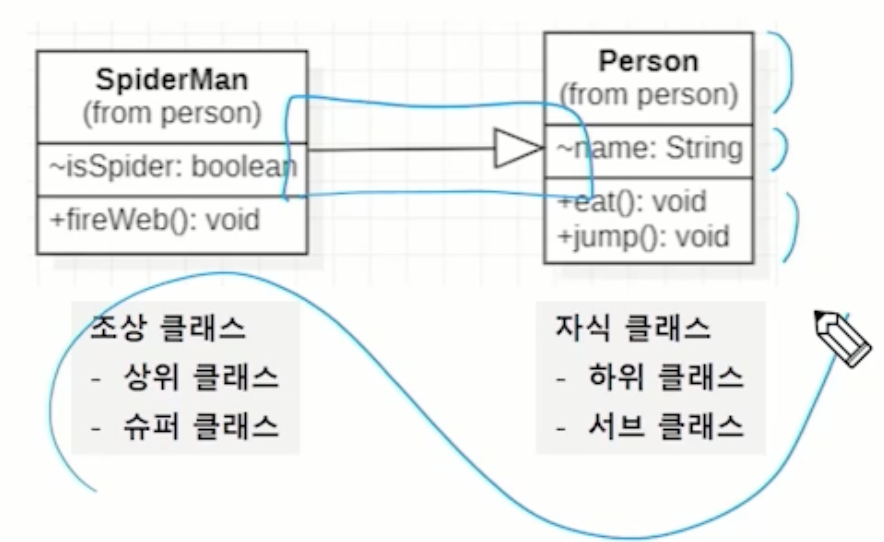 SpiderMan
(from person)
~isSpider: boolean
+fireWeb(): void
Person
(from person)
~name: String
+eat(): void
+jump(): void
조상 클래스
- 상위 클래스
- 슈퍼 클래스
자식 클래스
- 하위 클래스
- 서브 클래스